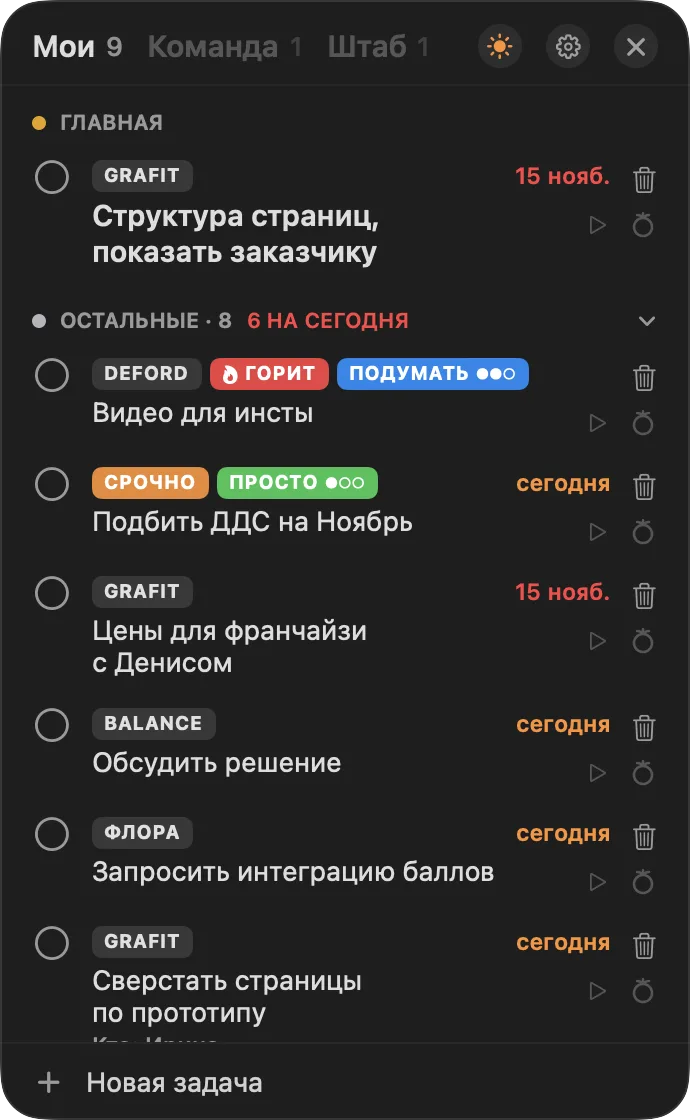 Мои 9 Команда 1 Штаб 1
ГЛАВНАЯ
GRAFIT 15 нояб.
Структура страниц,
показать заказчику
ОСТАЛЬНЫЕ · 8 6 НА СЕГОДНЯ
DEFORD ГОРИТ ПОДУМАТЬ
Видео для инсты
СРОЧНО ПРОСТО сегодня
Подбить ДДС на Ноябрь
GRAFIT 15 нояб.
Цены для франчайзи
с Денисом
BALANCE сегодня
Обсудить решение
ФЛОРА сегодня
Запросить интеграцию баллов
GRAFIT сегодня
Сверстать страницы
по прототипу
+ Новая задача